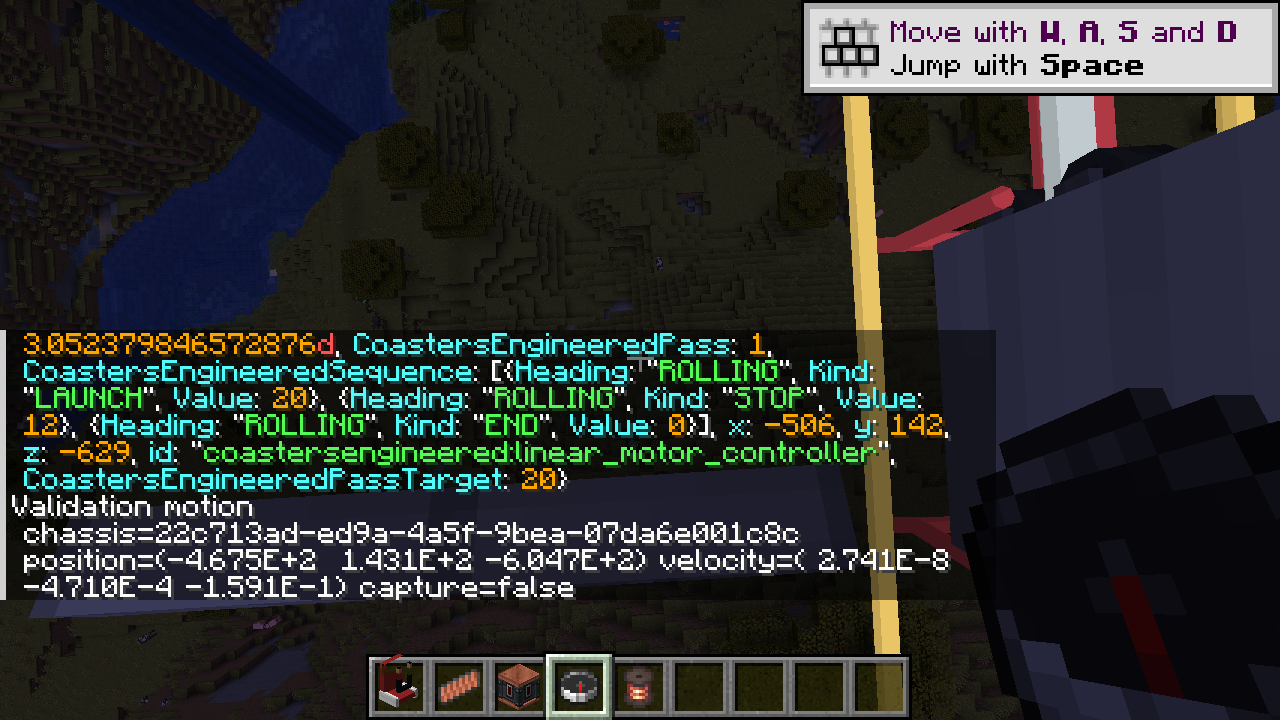 Move with W, A, S and D
Jump with Space
3.052379846572876d, CoastersEngineeredPass: 1,
CoastersEngineeredSequence: [{Heading: "ROLLING", Kind:
"LAUNCH", Value: 20}, {Heading: "ROLLING", Kind: "STOP", Value:
12}, {Heading: "ROLLING", Kind: "END", Value: 0}], x: -506, y: 142,
z: -629, id: "coastersengineered:linear_motor_controller",
CoastersEngineeredPassTarget: 20}
Validation motion
chassis=22c713ad-ed9a-4a5f-9bea-07da6e001c8c
position=(-4.675E+2 1.431E+2 -6.047E+2) velocity=( 2.741E-8
-4.710E-4 -1.591E-1) capture=false